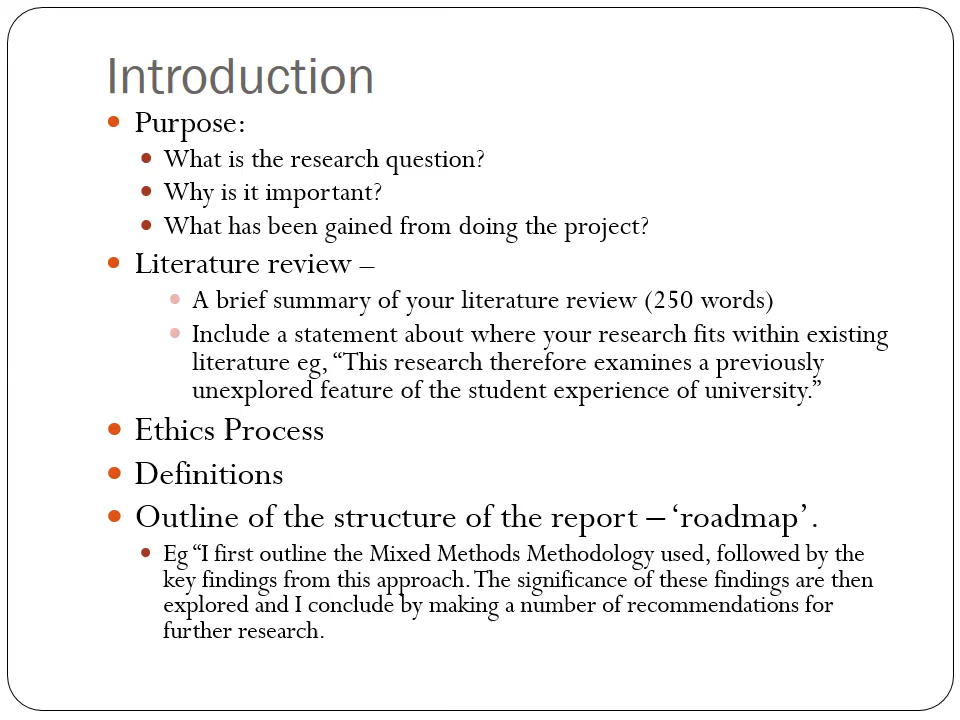 Introduction
• Purpose:
• What is the research question?
• Why is it important?
• What has been gained from doing the project?
• Literature review –
• A brief summary of your literature review (250 words)
• Include a statement about where your research fits within existing
literature eg, “This research therefore examines a previously
unexplored feature of the student experience of university.”
• Ethics Process
• Definitions
• Outline of the structure of the report – ‘roadmap’.
• Eg “I first outline the Mixed Methods Methodology used, followed by the
key findings from this approach. The significance of these findings are then
explored and I conclude by making a number of recommendations for
further research.